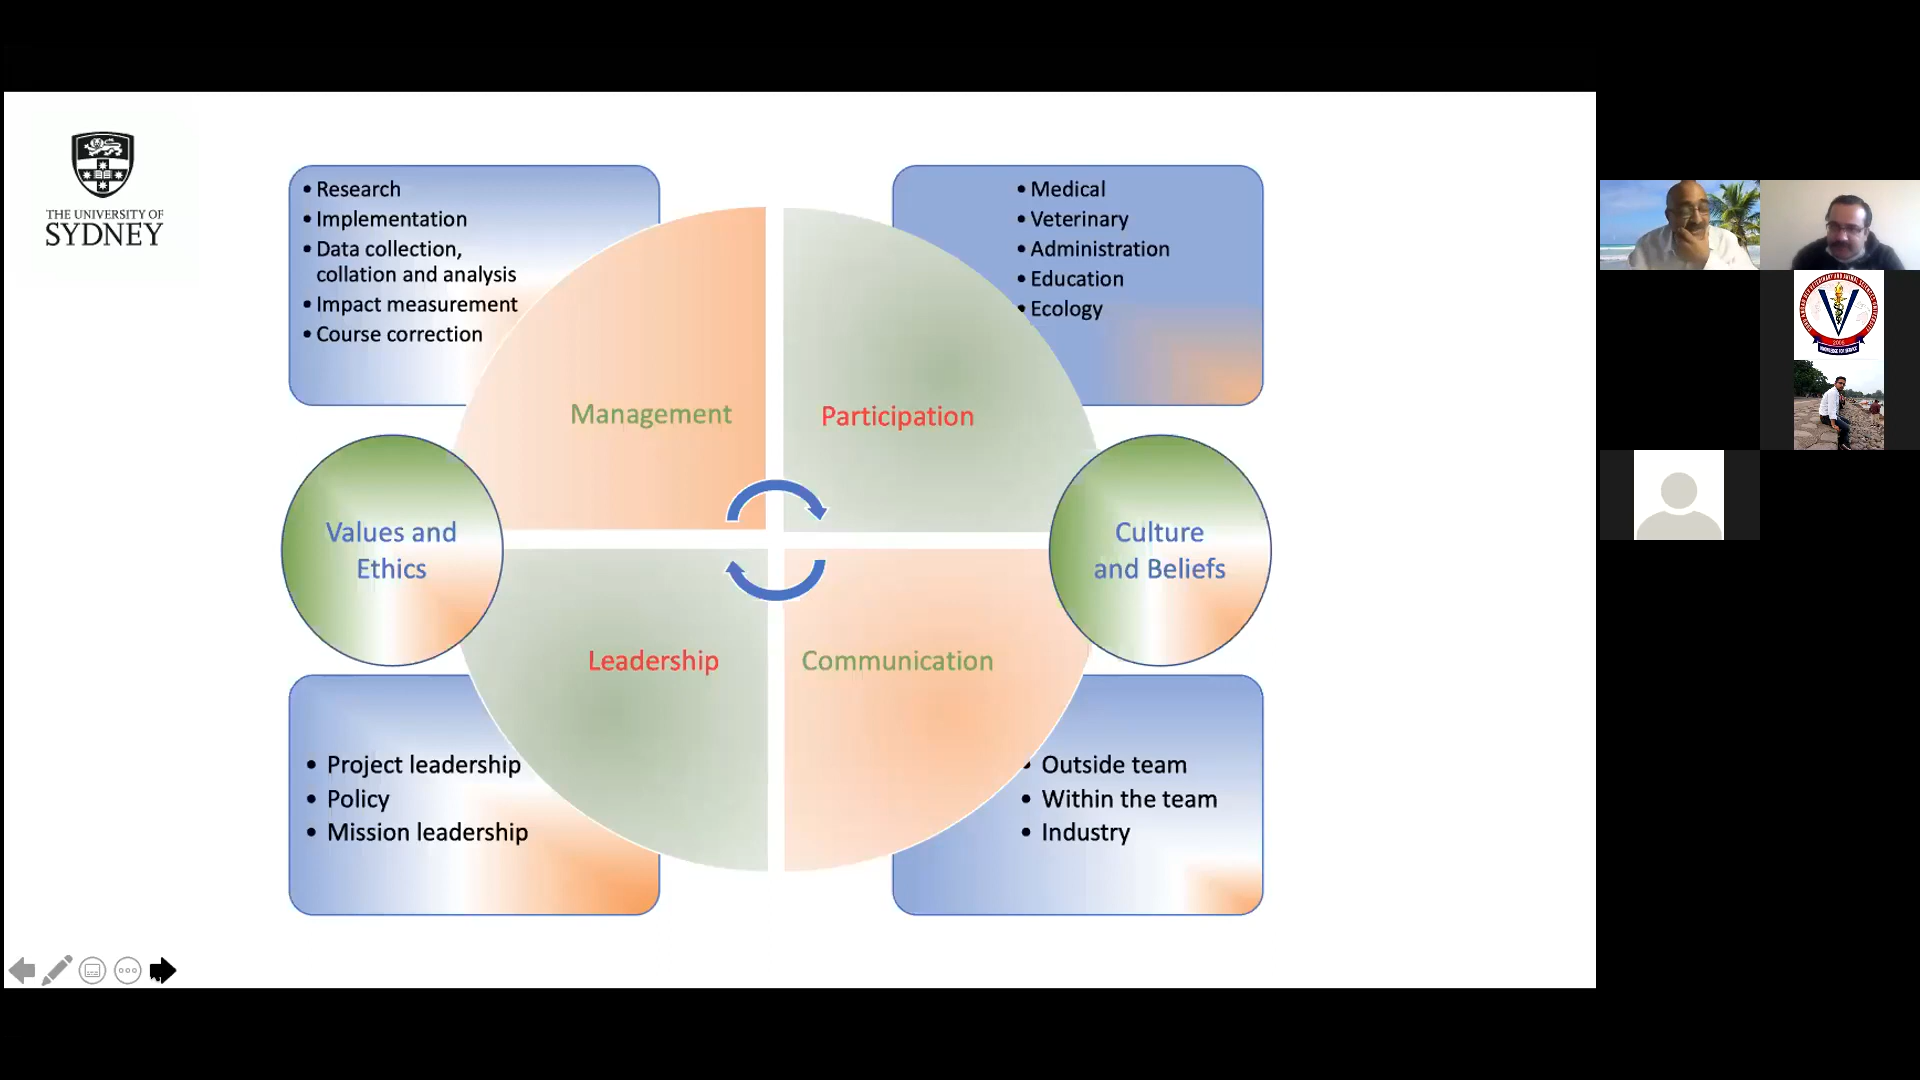 THE UNIVERSITY OF
SYDNEY
• Research
• Implementation
• Data collection,
collation and analysis
• Impact measurement
• Course correction
• Medical
• Veterinary
• Administration
• Education
• Ecology
Management
Participation
Values and
Ethics
Culture
and Beliefs
Leadership
Communication
• Project leadership
• Policy
• Mission leadership
• Outside team
• Within the team
• Industry